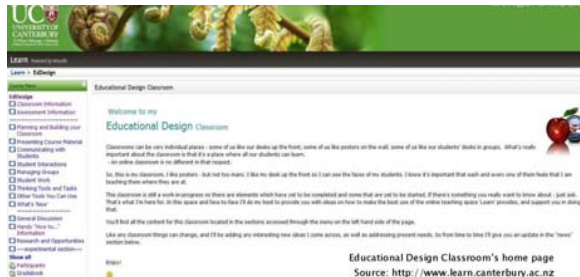 UC
UNIVERSITY OF
CANTERBURY
Learn Powered by Moodle
Learn ▸ EdDesign
Educational Design Classroom
EdDesign
Classroom Information
Assessment Information
Planning and Building your
Classroom
Presenting Course Material
Communicating with
Students
Student Interactions
Managing Groups
Student Work
Thinking Tools and Tasks
Other Tools You Can Use
What's New
General Discussion
Hands "How to..."
Information
Research and Opportunities
---experimental section---
Show all
Participants
Gradebook
Welcome to my
Educational Design Classroom
Classrooms can be very individual places - some of us like our desks up the front; some of us like posters on the wall; some of us like our students' desks in groups. What's really
important about the classroom is that it's a place where all our students can learn.
- An online classroom is no different in that respect.
So, this is my classroom. I like posters - but not too many; I like my desk up the front so I can see the faces of my students. I know it's important that each and every one of them feels that I am
teaching them where they are at.
This classroom is still a work-in-progress so there are elements which have yet to be completed and some that are yet to be started. If there's something you really want to know about - just ask.
That's what I'm here for. In this space and face to face I'll do my best to provide you with ideas on how to make the best use of the online teaching space 'Learn' provides, and support you in doing
that.
You'll find all the content for this classroom located in the sections accessed through the menu on the left hand side of the page.
Like any classroom things can change, and I'll be adding any interesting new ideas I come across, as well as addressing present needs. So from time to time I'll give you an update in the "news"
section below.
Enjoy!
Educational Design Classroom's home page
Source: http://www.learn.canterbury.ac.nz